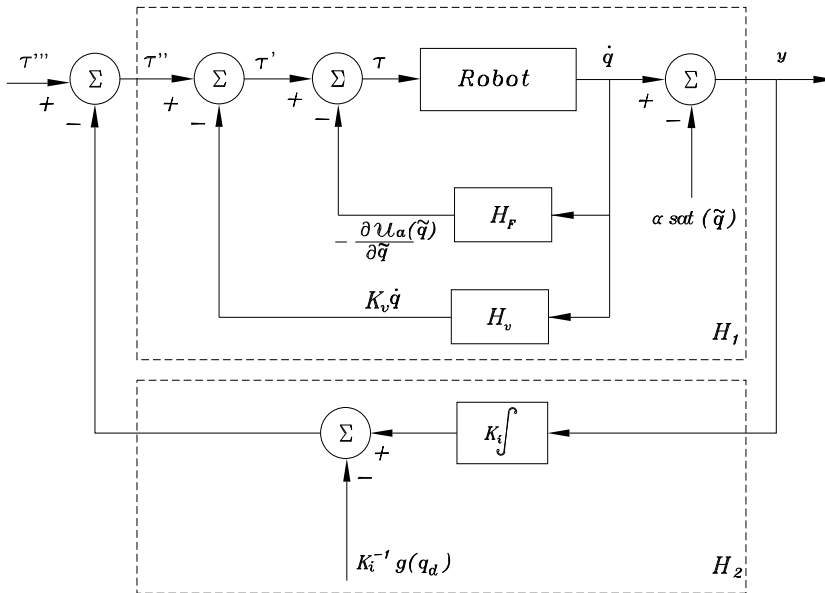 τ''' + − Σ τ'' + − Σ τ' + − Σ τ Robot q̇ + − Σ y
H_F
− ∂𝒰_a(q̃)
∂q̃
α sat (q̃)
K_v q̇
H_v
H_1
Σ + −
K_i∫
K_i^{-1} g(q_d)
H_2